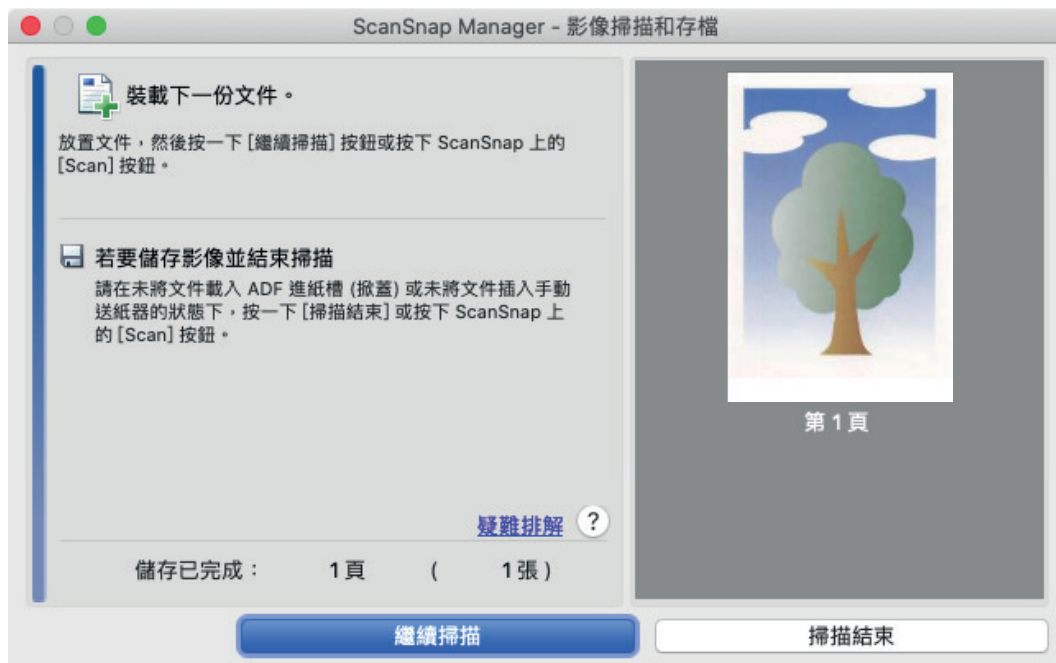 ScanSnap Manager - 影像掃描和存檔
裝載下一份文件。
放置文件，然後按一下 [繼續掃描] 按鈕或按下 ScanSnap 上的
[Scan] 按鈕。
若要儲存影像並結束掃描
請在未將文件載入 ADF 進紙槽 (掀蓋) 或未將文件插入手動
送紙器的狀態下，按一下 [掃描結束] 或按下 ScanSnap 上
的 [Scan] 按鈕。
疑難排解 ?
儲存已完成： 1 頁 ( 1 張 )
第 1 頁
繼續掃描 掃描結束